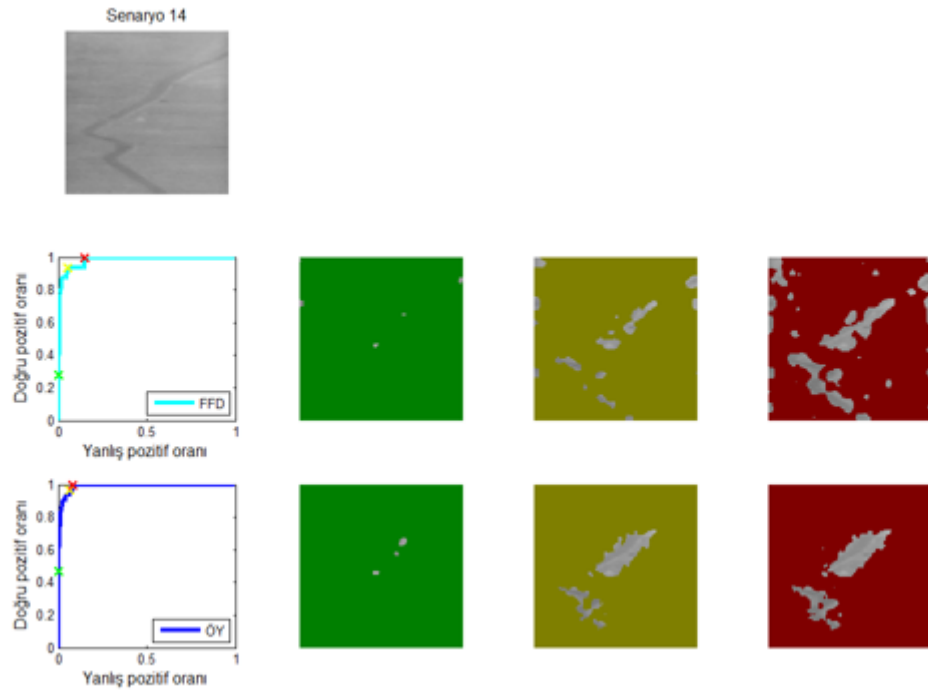 Senaryo 14
1
0.8
0.6
0.4
0.2
0
0 0.5 1
Doğru pozitif oranı
Yanlış pozitif oranı
FFD
1
0.8
0.6
0.4
0.2
0
0 0.5 1
Doğru pozitif oranı
Yanlış pozitif oranı
ÖY